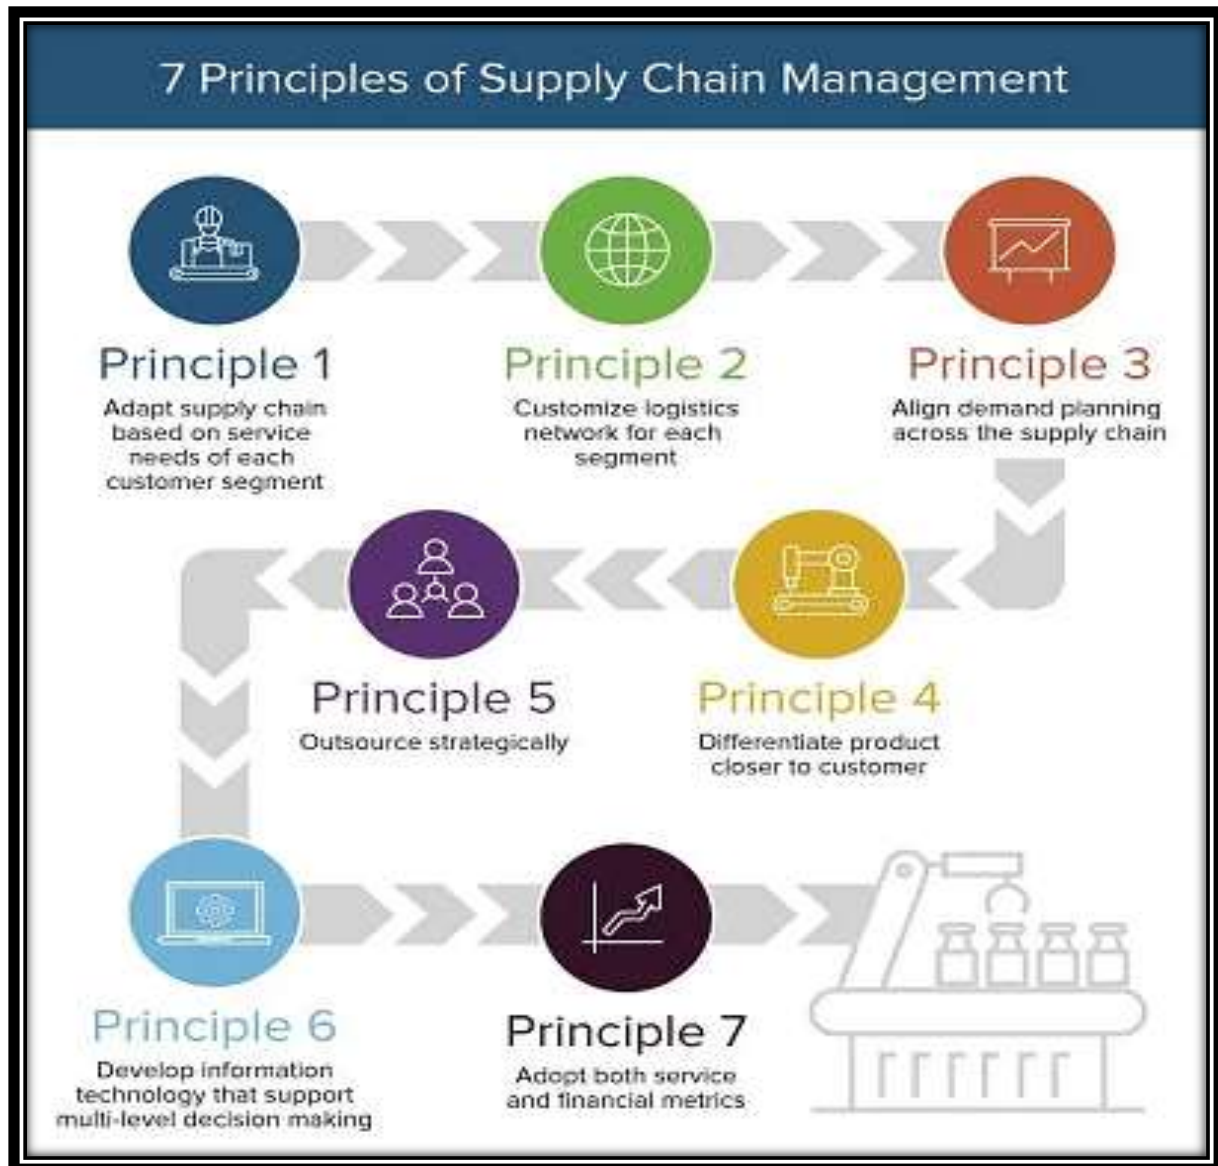 7 Principles of Supply Chain Management
Principle 1
Adapt supply chain
based on service
needs of each
customer segment
Principle 2
Customize logistics
network for each
segment
Principle 3
Align demand planning
across the supply chain
Principle 4
Differentiate product
closer to customer
Principle 5
Outsource strategically
Principle 6
Develop information
technology that support
multi-level decision making
Principle 7
Adopt both service
and financial metrics